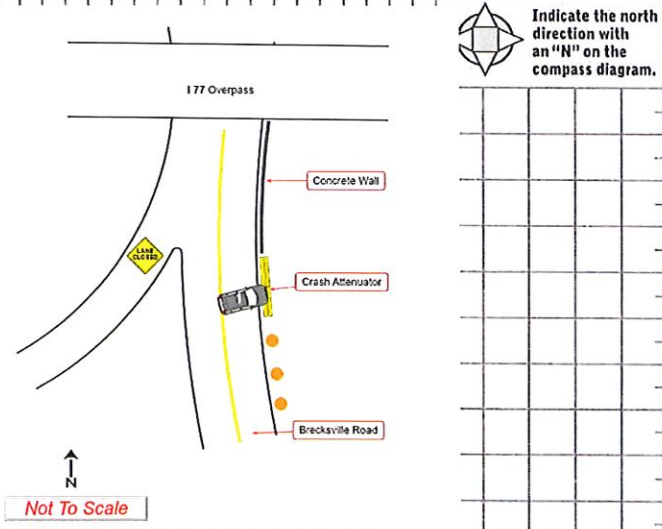 Indicate the north
direction with
an "N" on the
compass diagram.
I 77 Overpass
Concrete Wall
LANE
CLOSED
Crash Attenuator
Brecksville Road
N
Not To Scale